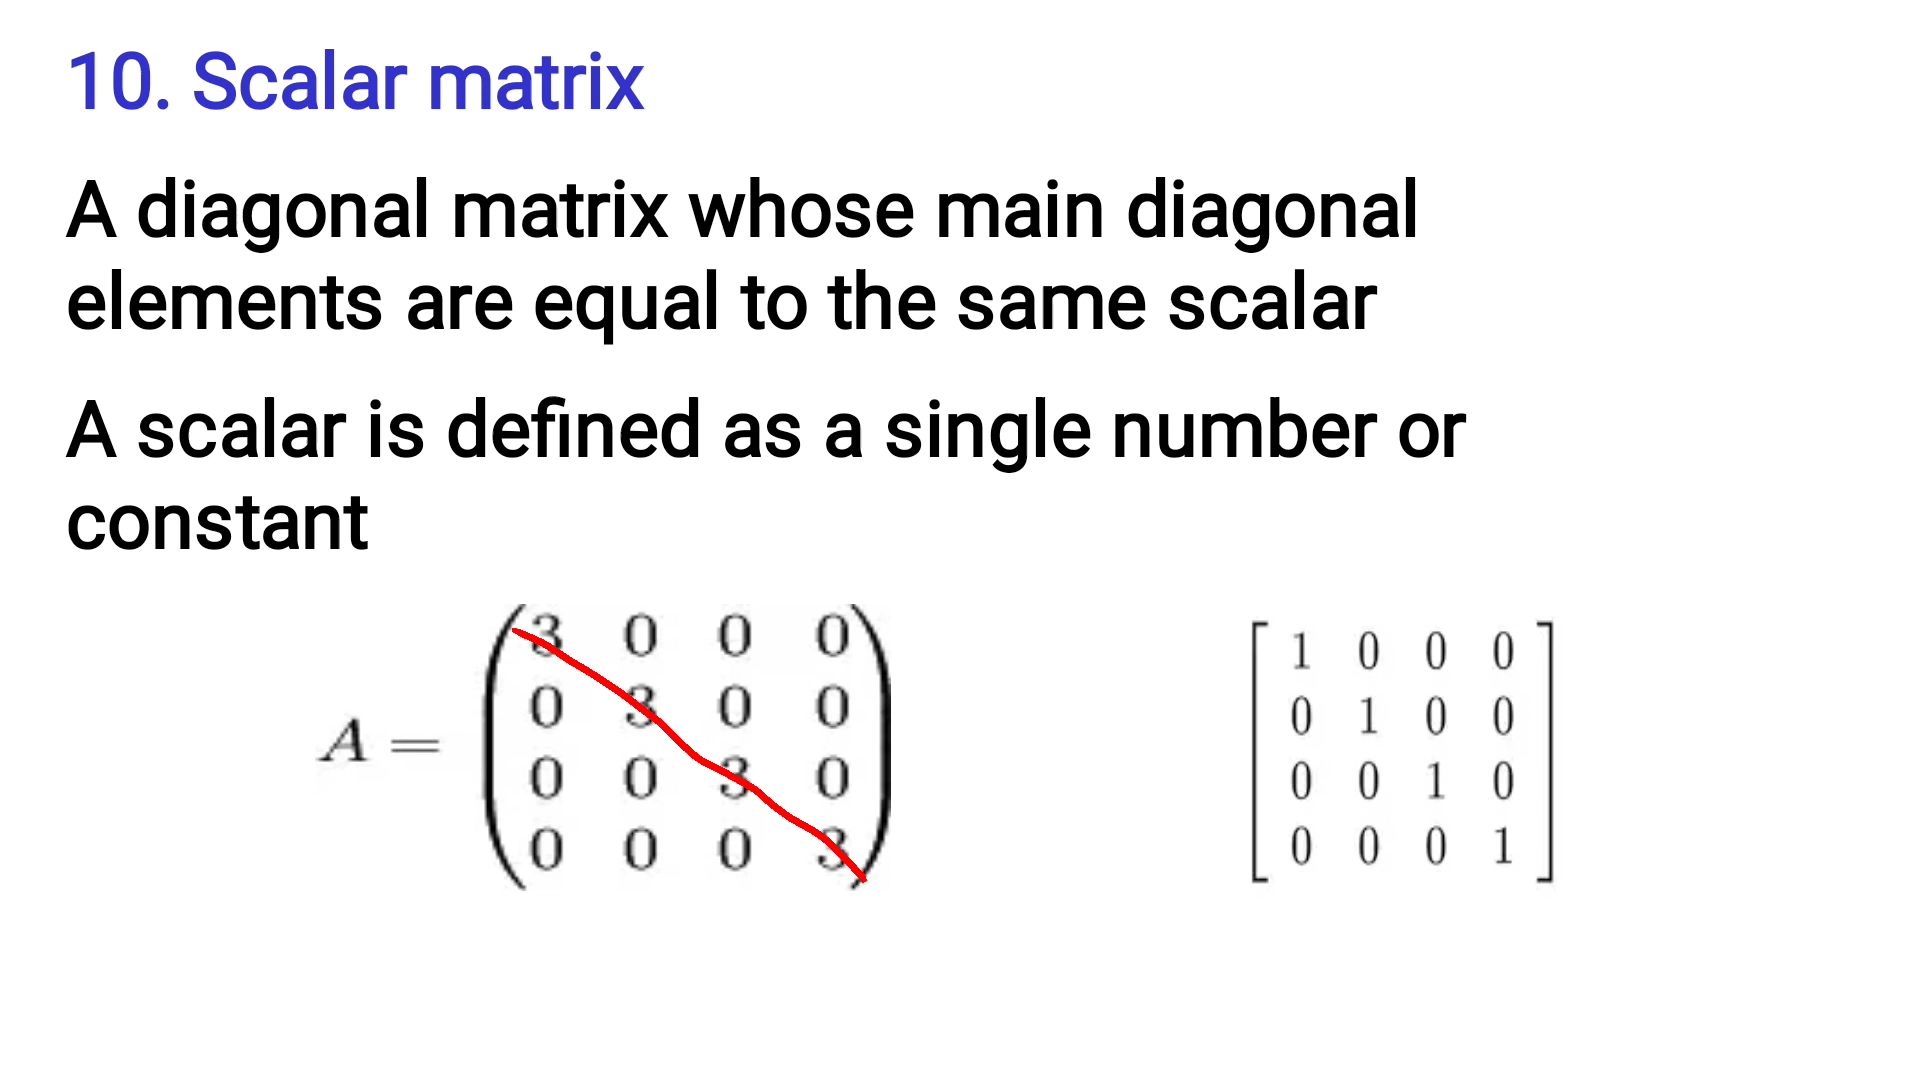 10. Scalar matrix
A diagonal matrix whose main diagonal
elements are equal to the same scalar
A scalar is defined as a single number or
constant
A =
3 0 0 0
0 3 0 0
0 0 3 0
0 0 0 3
1 0 0 0
0 1 0 0
0 0 1 0
0 0 0 1